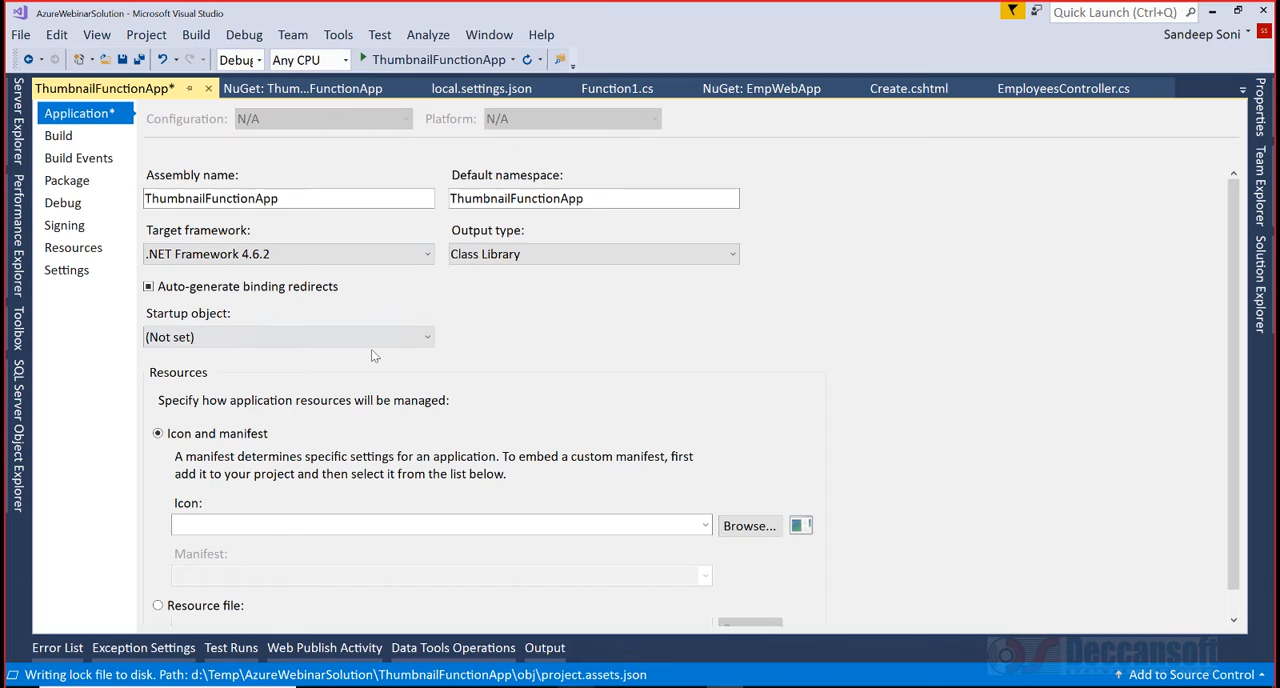 AzureWebinarSolution - Microsoft Visual Studio
Quick Launch (Ctrl+Q)
File Edit View Project Build Debug Team Tools Test Analyze Window Help
Sandeep Soni
SS
Debug Any CPU ThumbnailFunctionApp
ThumbnailFunctionApp* NuGet: Thum...FunctionApp local.settings.json Function1.cs NuGet: EmpWebApp Create.cshtml EmployeesController.cs
Server Explorer
Performance Explorer
Toolbox
SQL Server Object Explorer
Application*
Build
Build Events
Package
Debug
Signing
Resources
Settings
Configuration: N/A Platform: N/A
Assembly name: Default namespace:
ThumbnailFunctionApp ThumbnailFunctionApp
Target framework: Output type:
.NET Framework 4.6.2 Class Library
Auto-generate binding redirects
Startup object:
(Not set)
Resources
Specify how application resources will be managed:
Icon and manifest
A manifest determines specific settings for an application. To embed a custom manifest, first
add it to your project and then select it from the list below.
Icon:
Browse...
Manifest:
Resource file:
Properties
Team Explorer
Solution Explorer
Error List Exception Settings Test Runs Web Publish Activity Data Tools Operations Output
Deccansoft
Writing lock file to disk. Path: d:\Temp\AzureWebinarSolution\ThumbnailFunctionApp\obj\project.assets.json
Add to Source Control